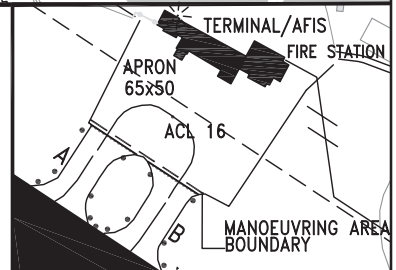 TERMINAL/AFIS
FIRE STATION
APRON
65x50
ACL 16
A
B
MANOEUVRING AREA
BOUNDARY